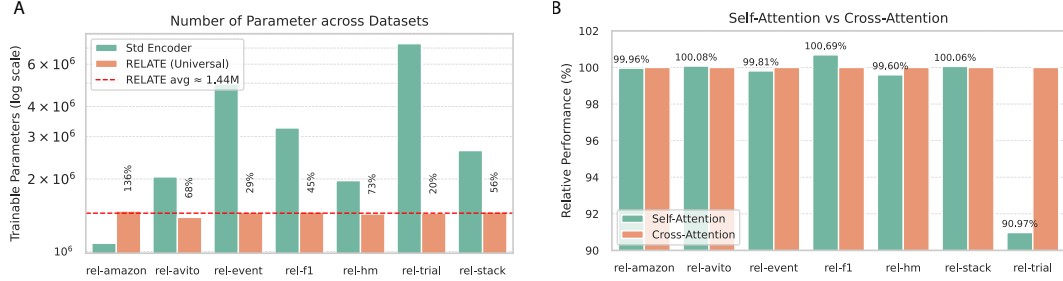 A
Number of Parameter across Datasets
Trainable Parameters (log scale)
6 × 10⁶
4 × 10⁶
3 × 10⁶
2 × 10⁶
10⁶
Std Encoder
RELATE (Universal)
RELATE avg ≈ 1.44M
136%
68%
29%
45%
73%
20%
56%
rel-amazon
rel-avito
rel-event
rel-f1
rel-hm
rel-trial
rel-stack
B
Self-Attention vs Cross-Attention
Relative Performance (%)
102
100
98
96
94
92
90
99.96%
100.08%
99.81%
100,69%
99,60%
100.06%
90.97%
Self-Attention
Cross-Attention
rel-amazon
rel-avito
rel-event
rel-f1
rel-hm
rel-stack
rel-trial